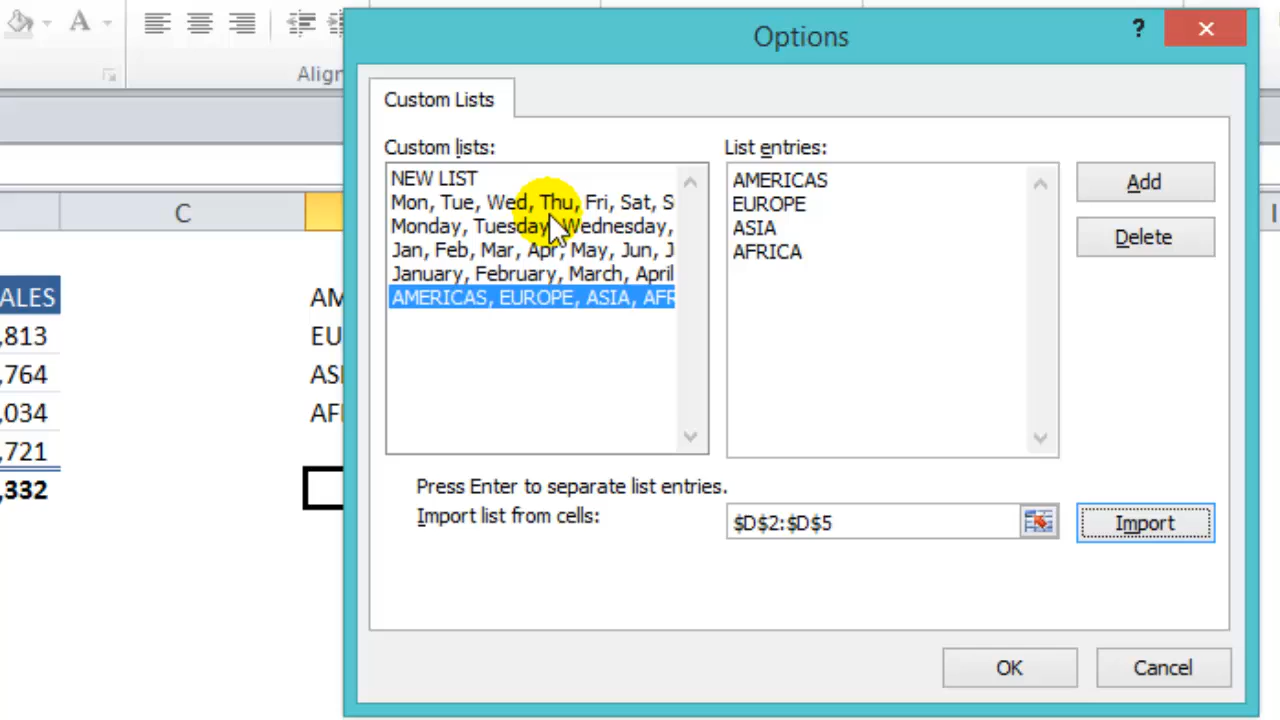 Options
?
A
Align
Custom Lists
Custom lists:
List entries:
NEW LIST
Mon, Tue, Wed, Thu, Fri, Sat, S
Monday, Tuesday, Wednesday,
Jan, Feb, Mar, Apr, May, Jun, J
January, February, March, April
AMERICAS, EUROPE, ASIA, AFR
AMERICAS
EUROPE
ASIA
AFRICA
Add
Delete
C
ALES
,813
,764
,034
,721
,332
AM
EU
ASI
AF
Press Enter to separate list entries.
Import list from cells:
$D$2:$D$5
Import
OK
Cancel